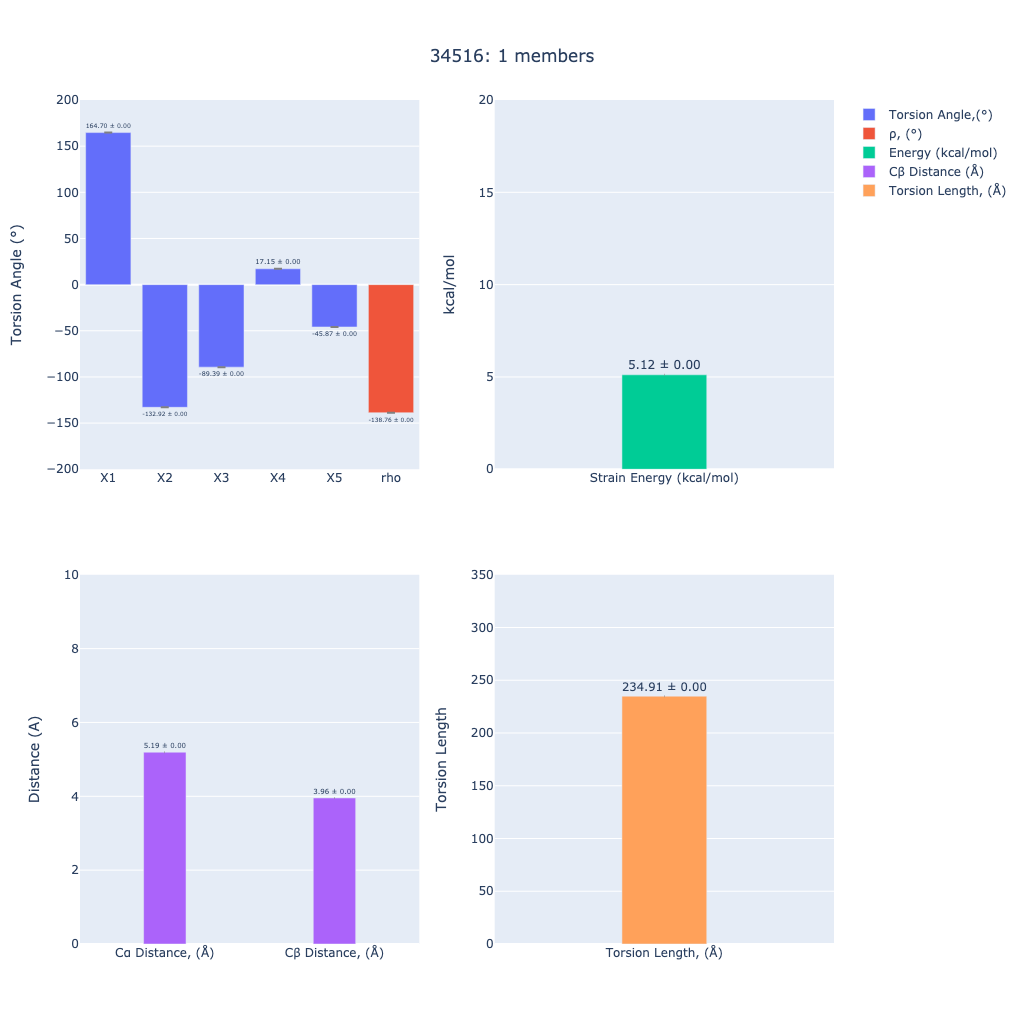 34516: 1 members
Torsion Angle (°)
200
150
100
50
0
−50
−100
−150
−200
164.70 ± 0.00
-132.92 ± 0.00
-89.39 ± 0.00
17.15 ± 0.00
-45.87 ± 0.00
-138.76 ± 0.00
X1 X2 X3 X4 X5 rho
kcal/mol
20
15
10
5
0
5.12 ± 0.00
Strain Energy (kcal/mol)
Torsion Angle,(°)
ρ, (°)
Energy (kcal/mol)
Cβ Distance (Å)
Torsion Length, (Å)
Distance (A)
10
8
6
4
2
0
5.19 ± 0.00
3.96 ± 0.00
Cα Distance, (Å) Cβ Distance, (Å)
Torsion Length
350
300
250
200
150
100
50
0
234.91 ± 0.00
Torsion Length, (Å)